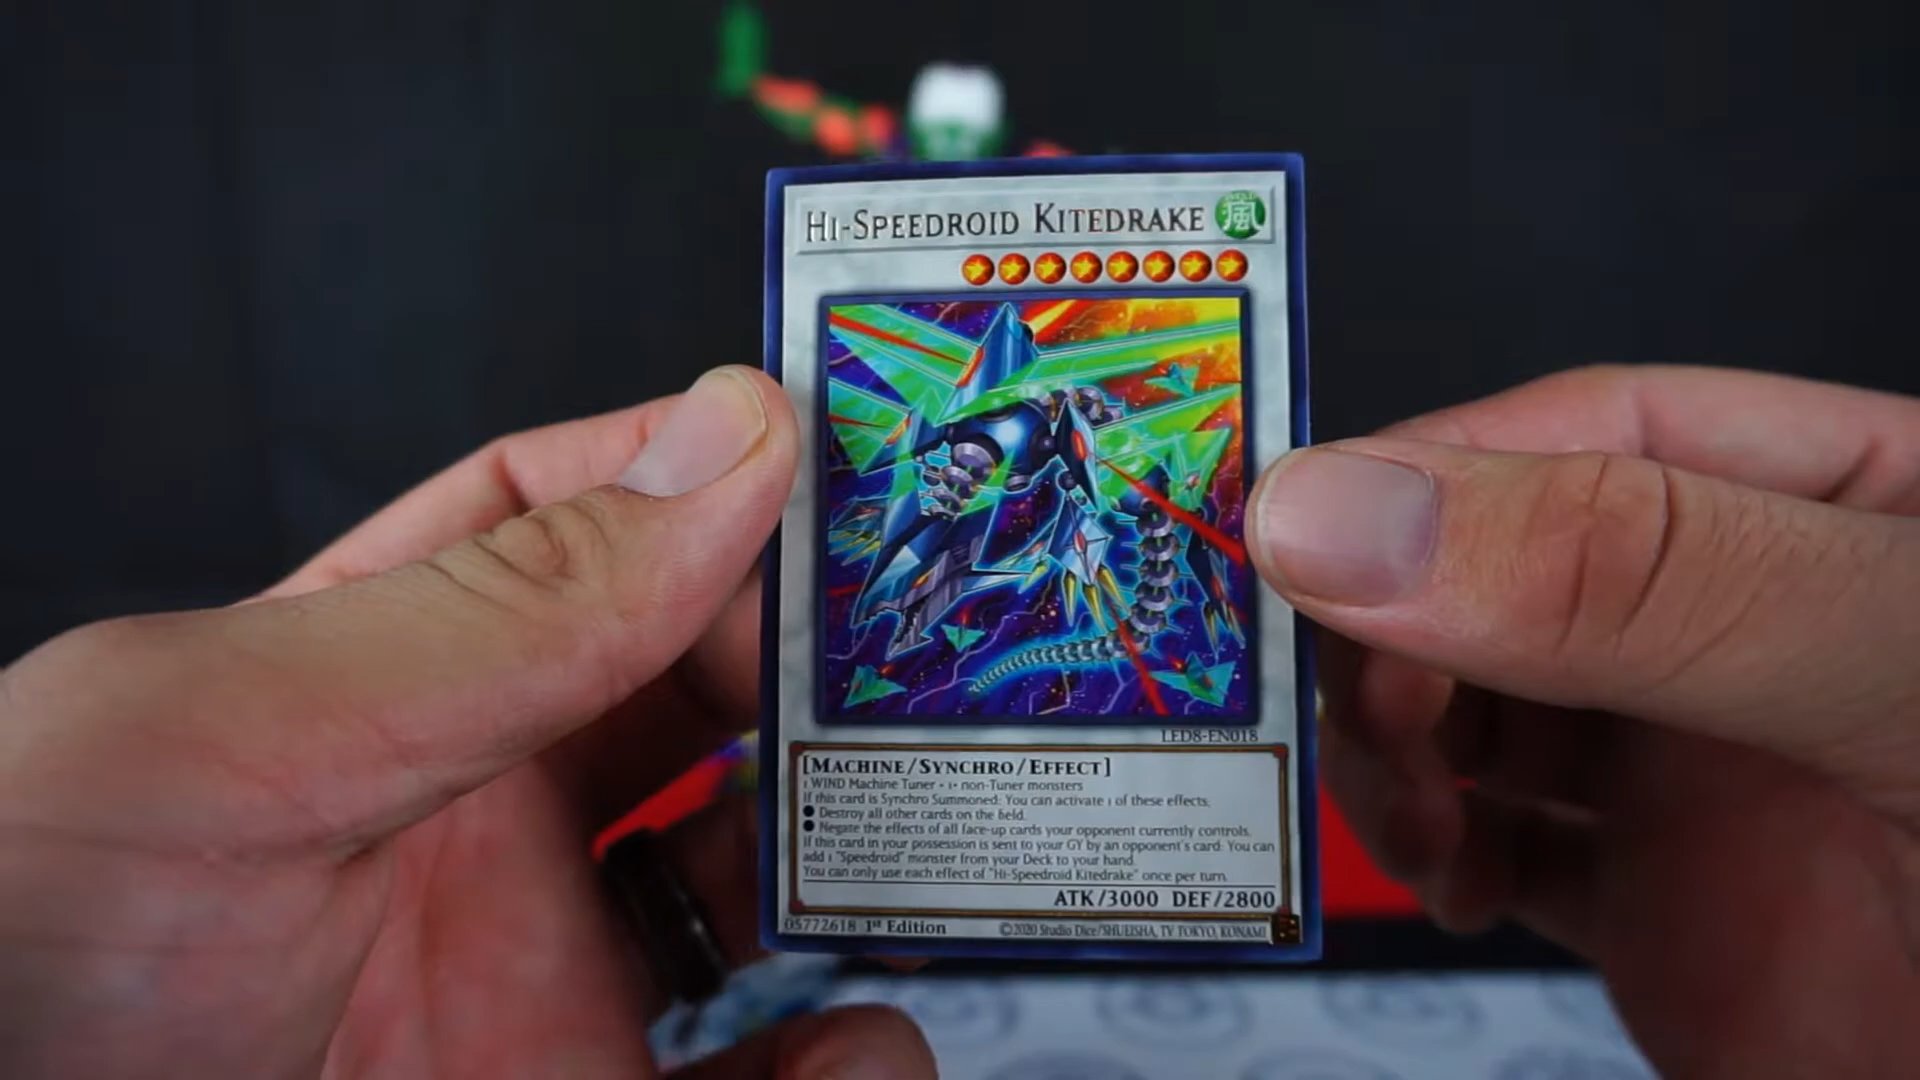 HI-SPEEDROID KITEDRAKE
風
LED8-EN018
[MACHINE/SYNCHRO/EFFECT]
1 WIND Machine Tuner + 1+ non-Tuner monsters
If this card is Synchro Summoned: You can activate 1 of these effects;
● Destroy all other cards on the field.
● Negate the effects of all face-up cards your opponent currently controls.
If this card in your possession is sent to your GY by an opponent's card: You can
add 1 "Speedroid" monster from your Deck to your hand.
You can only use each effect of "Hi-Speedroid Kitedrake" once per turn.
ATK/3000 DEF/2800
05772618 1st Edition
©2020 Studio Dice/SHUEISHA, TV TOKYO, KONAMI